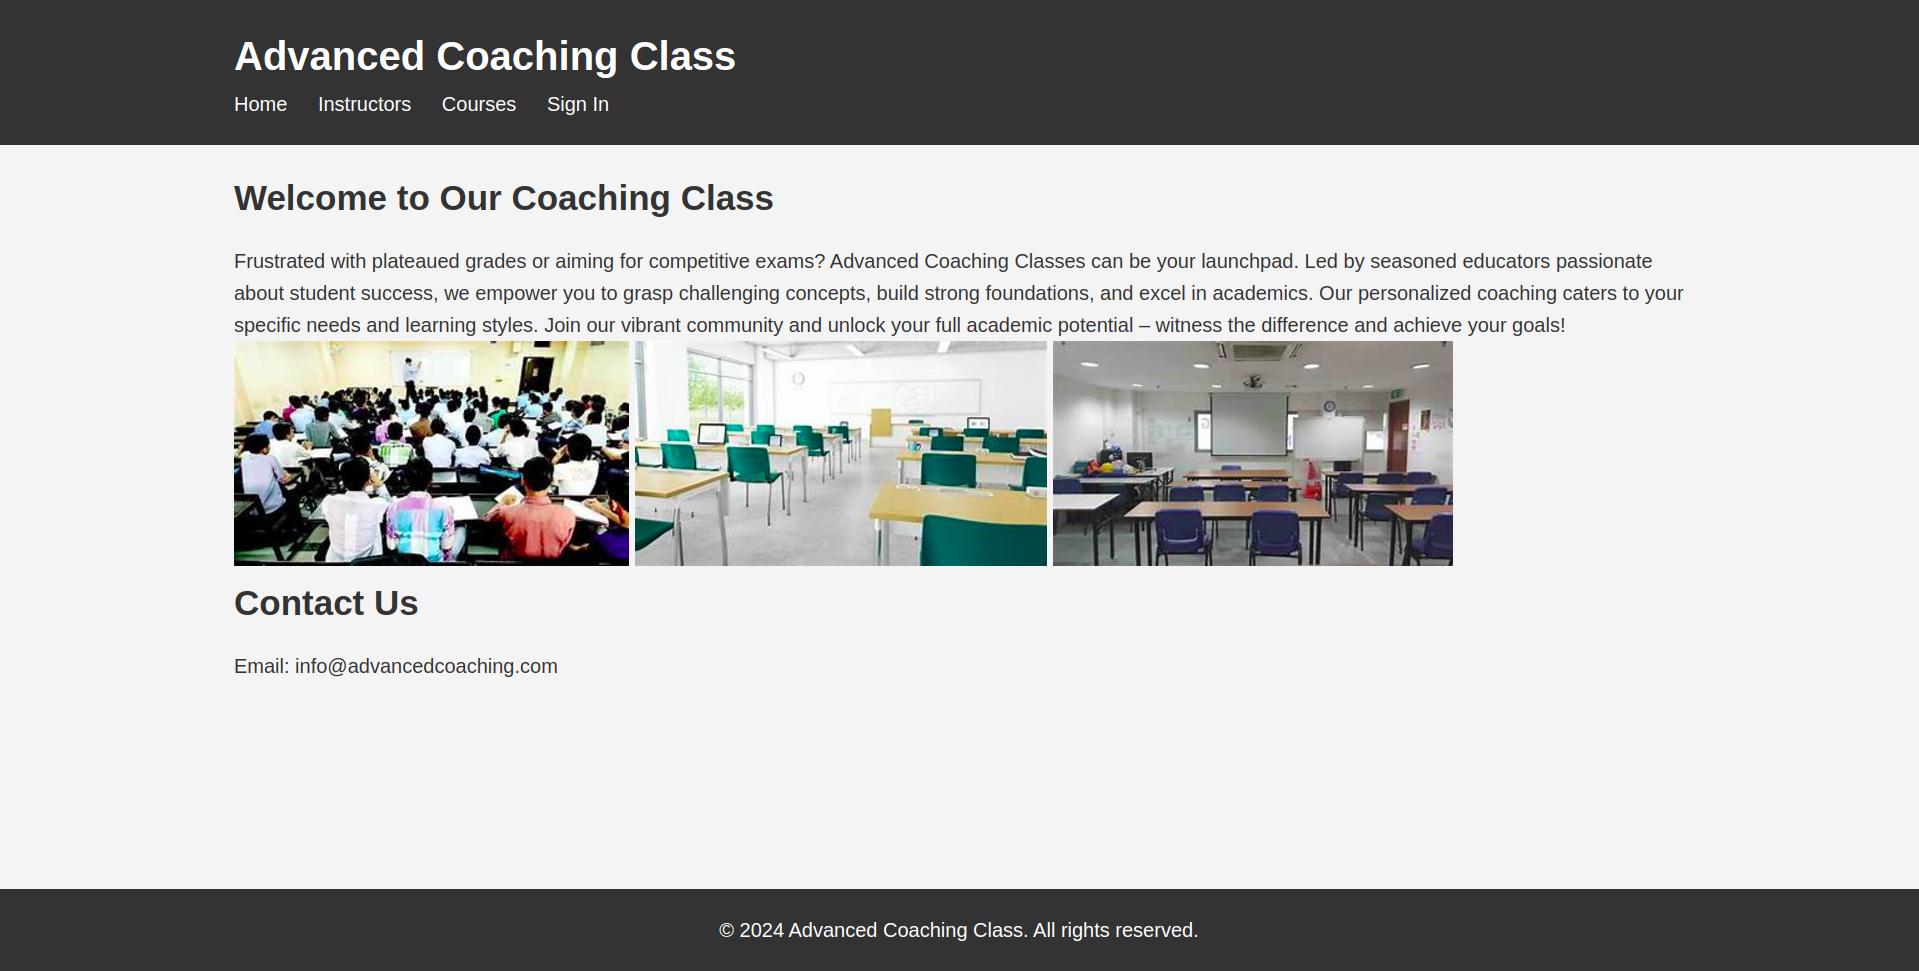 Advanced Coaching Class
Home Instructors Courses Sign In
Welcome to Our Coaching Class
Frustrated with plateaued grades or aiming for competitive exams? Advanced Coaching Classes can be your launchpad. Led by seasoned educators passionate
about student success, we empower you to grasp challenging concepts, build strong foundations, and excel in academics. Our personalized coaching caters to your
specific needs and learning styles. Join our vibrant community and unlock your full academic potential – witness the difference and achieve your goals!
Contact Us
Email: info@advancedcoaching.com
© 2024 Advanced Coaching Class. All rights reserved.